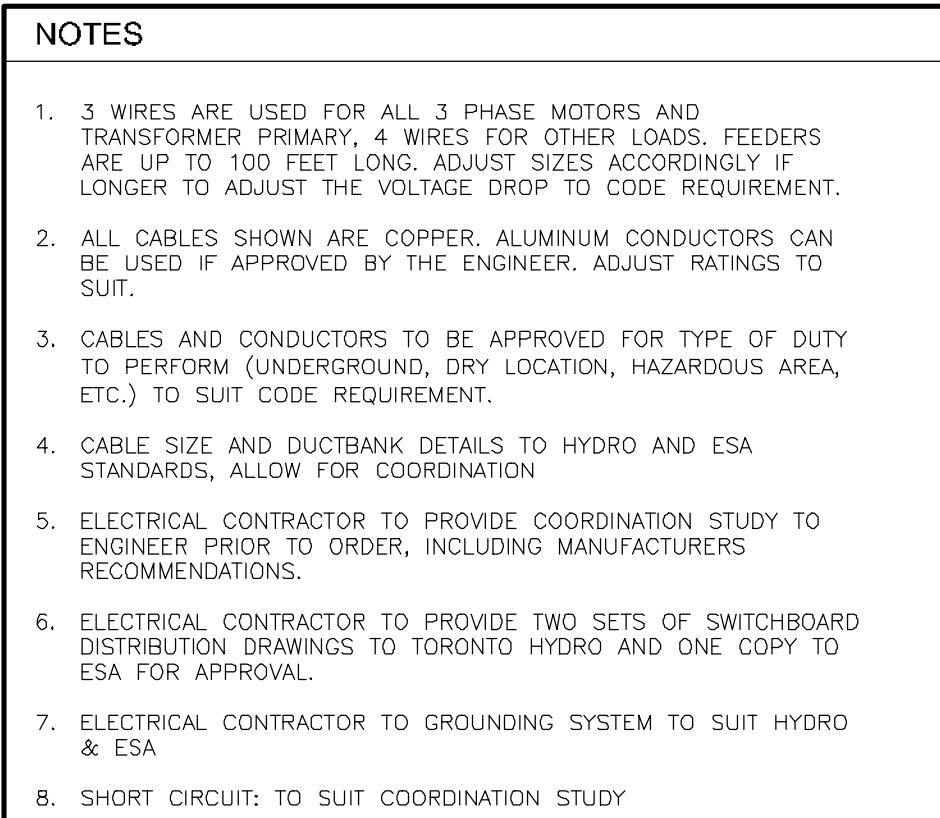 NOTES
1. 3 WIRES ARE USED FOR ALL 3 PHASE MOTORS AND
TRANSFORMER PRIMARY, 4 WIRES FOR OTHER LOADS. FEEDERS
ARE UP TO 100 FEET LONG. ADJUST SIZES ACCORDINGLY IF
LONGER TO ADJUST THE VOLTAGE DROP TO CODE REQUIREMENT.
2. ALL CABLES SHOWN ARE COPPER. ALUMINUM CONDUCTORS CAN
BE USED IF APPROVED BY THE ENGINEER. ADJUST RATINGS TO
SUIT.
3. CABLES AND CONDUCTORS TO BE APPROVED FOR TYPE OF DUTY
TO PERFORM (UNDERGROUND, DRY LOCATION, HAZARDOUS AREA,
ETC.) TO SUIT CODE REQUIREMENT.
4. CABLE SIZE AND DUCTBANK DETAILS TO HYDRO AND ESA
STANDARDS, ALLOW FOR COORDINATION
5. ELECTRICAL CONTRACTOR TO PROVIDE COORDINATION STUDY TO
ENGINEER PRIOR TO ORDER, INCLUDING MANUFACTURERS
RECOMMENDATIONS.
6. ELECTRICAL CONTRACTOR TO PROVIDE TWO SETS OF SWITCHBOARD
DISTRIBUTION DRAWINGS TO TORONTO HYDRO AND ONE COPY TO
ESA FOR APPROVAL.
7. ELECTRICAL CONTRACTOR TO GROUNDING SYSTEM TO SUIT HYDRO
& ESA
8. SHORT CIRCUIT: TO SUIT COORDINATION STUDY